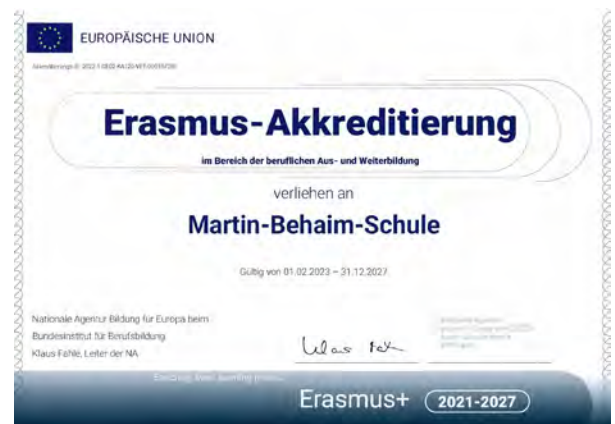 EUROPÄISCHE UNION
Erasmus-Akkreditierung
im Bereich der beruflichen Aus- und Weiterbildung
verliehen an
Martin-Behaim-Schule
Gültig von 01.02.2023 – 31.12.2027
Nationale Agentur Bildung für Europa beim
Bundesinstitut für Berufsbildung
Klaus Fahle, Leiter der NA
Erasmus+ 2021-2027